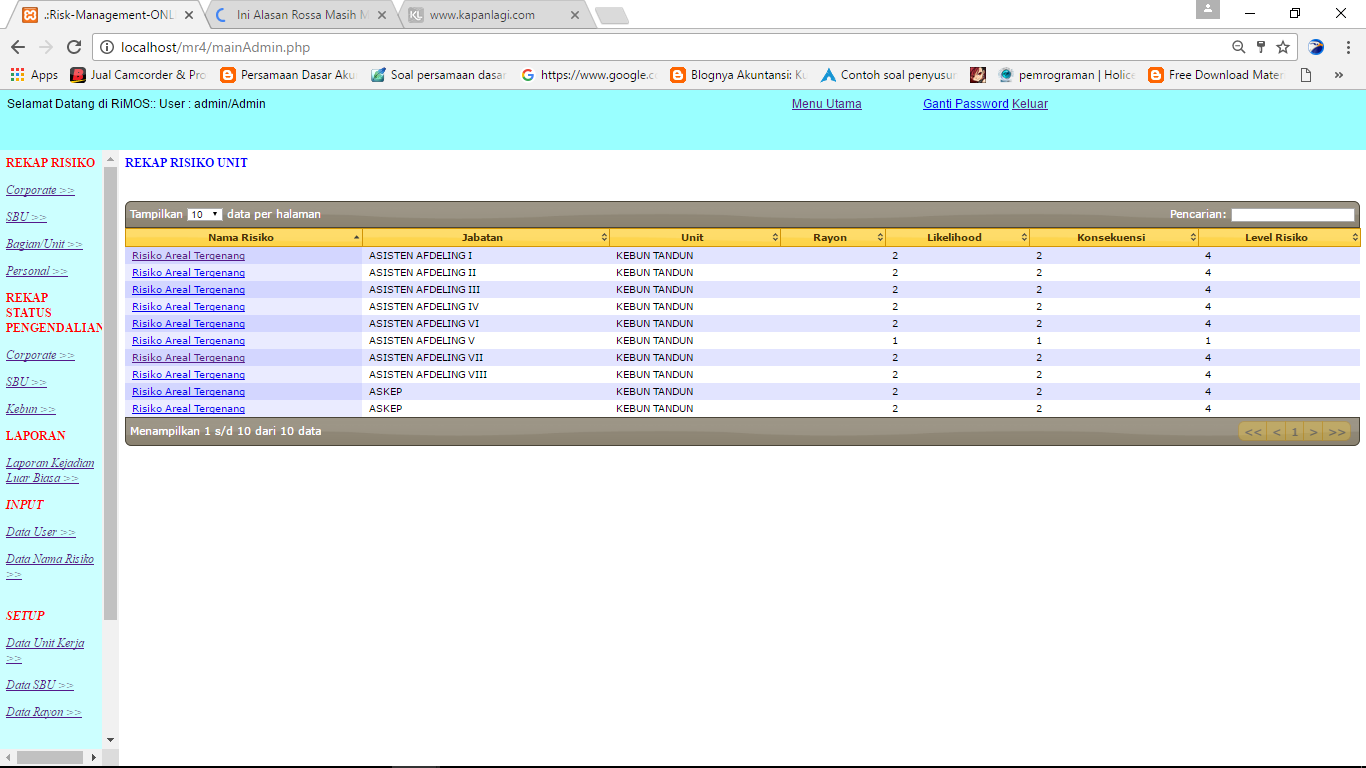 .:Risk-Management-ONL
Ini Alasan Rossa Masih M
www.kapanlagi.com
localhost/mr4/mainAdmin.php
Apps
Jual Camcorder & Pro
Persamaan Dasar Aku
Soal persamaan dasar
https://www.google.c
Blognya Akuntansi: Ku
Contoh soal penyusun
pemrograman | Holice
Free Download Mater
»
Selamat Datang di RiMOS:: User : admin/Admin
Menu Utama
Ganti Password Keluar
REKAP RISIKO
Corporate >>
SBU >>
Bagian/Unit >>
Personal >>
REKAP
STATUS
PENGENDALIAN
Corporate >>
SBU >>
Kebun >>
LAPORAN
Laporan Kejadian
Luar Biasa >>
INPUT
Data User >>
Data Nama Risiko
>>
SETUP
Data Unit Kerja
>>
Data SBU >>
Data Rayon >>
REKAP RISIKO UNIT
Tampilkan 10 data per halaman
Pencarian:
Nama Risiko Jabatan Unit Rayon Likelihood Konsekuensi Level Risiko
Risiko Areal Tergenang ASISTEN AFDELING I KEBUN TANDUN 2 2 4
Risiko Areal Tergenang ASISTEN AFDELING II KEBUN TANDUN 2 2 4
Risiko Areal Tergenang ASISTEN AFDELING III KEBUN TANDUN 2 2 4
Risiko Areal Tergenang ASISTEN AFDELING IV KEBUN TANDUN 2 2 4
Risiko Areal Tergenang ASISTEN AFDELING VI KEBUN TANDUN 2 2 4
Risiko Areal Tergenang ASISTEN AFDELING V KEBUN TANDUN 1 1 1
Risiko Areal Tergenang ASISTEN AFDELING VII KEBUN TANDUN 2 2 4
Risiko Areal Tergenang ASISTEN AFDELING VIII KEBUN TANDUN 2 2 4
Risiko Areal Tergenang ASKEP KEBUN TANDUN 2 2 4
Risiko Areal Tergenang ASKEP KEBUN TANDUN 2 2 4
Menampilkan 1 s/d 10 dari 10 data
<< < 1 > >>